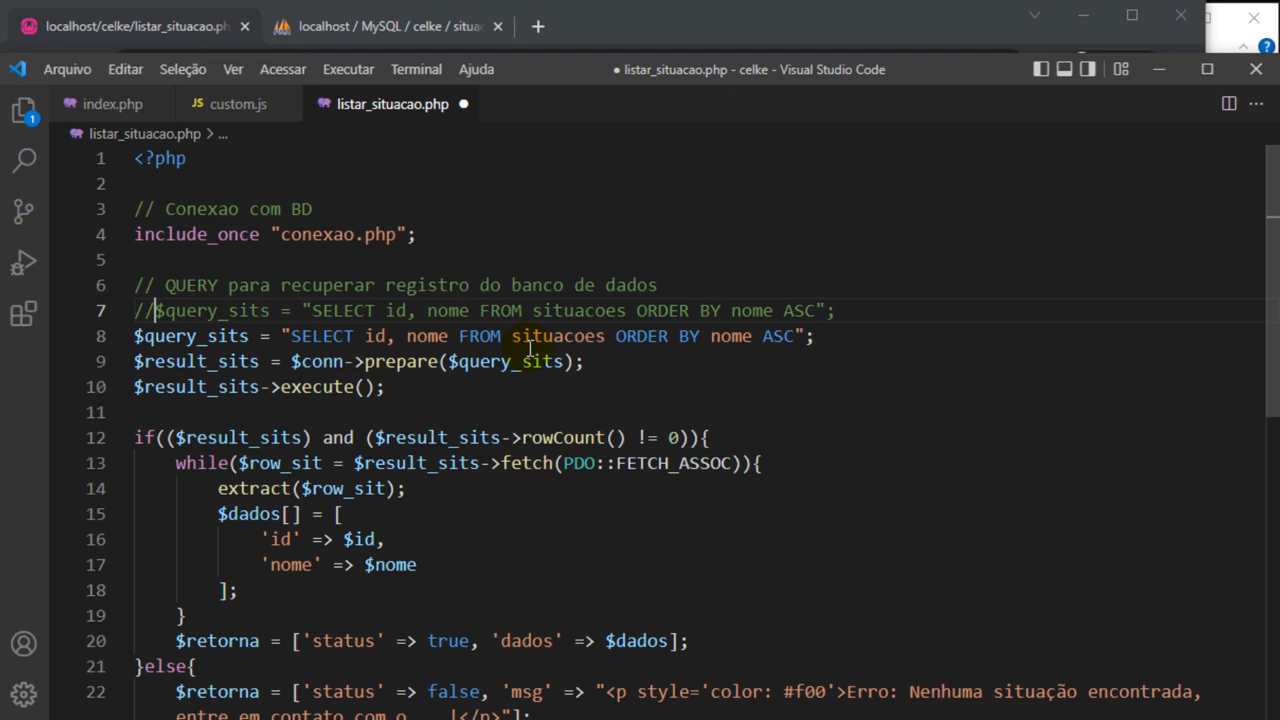 localhost/celke/listar_situacao.ph
localhost / MySQL / celke / situa
Arquivo Editar Seleção Ver Acessar Executar Terminal Ajuda
● listar_situacao.php - celke - Visual Studio Code
index.php
JS custom.js
listar_situacao.php
listar_situacao.php > ...
1
1 <?php
2
3 // Conexao com BD
4 include_once "conexao.php";
5
6 // QUERY para recuperar registro do banco de dados
7 //$query_sits = "SELECT id, nome FROM situacoes ORDER BY nome ASC";
8 $query_sits = "SELECT id, nome FROM situacoes ORDER BY nome ASC";
9 $result_sits = $conn->prepare($query_sits);
10 $result_sits->execute();
11
12 if(($result_sits) and ($result_sits->rowCount() != 0)){
13 while($row_sit = $result_sits->fetch(PDO::FETCH_ASSOC)){
14 extract($row_sit);
15 $dados[] = [
16 'id' => $id,
17 'nome' => $nome
18 ];
19 }
20 $retorna = ['status' => true, 'dados' => $dados];
21 }else{
22 $retorna = ['status' => false, 'msg' => "<p style='color: #f00'>Erro: Nenhuma situação encontrada,
entre em contato com o